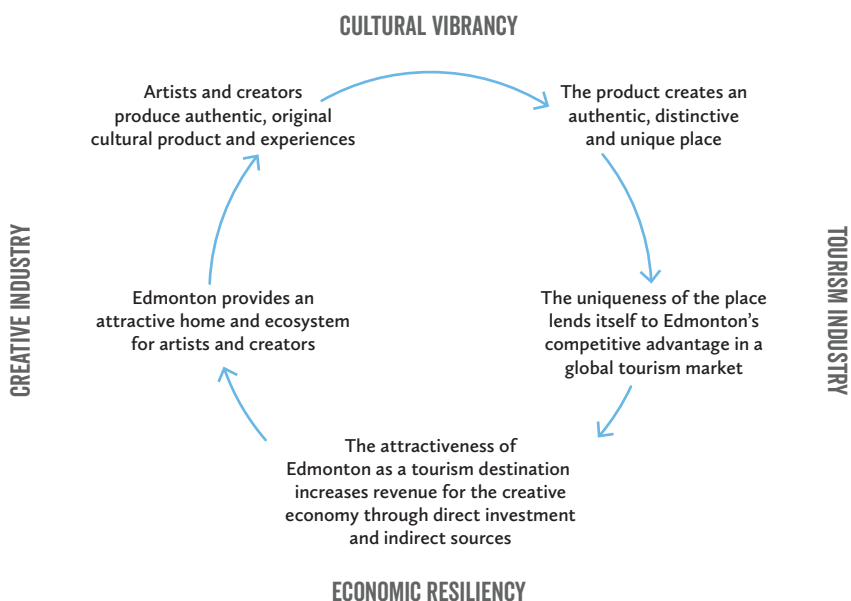 CULTURAL VIBRANCY
Artists and creators
produce authentic, original
cultural product and experiences
The product creates an
authentic, distinctive
and unique place
CREATIVE INDUSTRY
TOURISM INDUSTRY
Edmonton provides an
attractive home and ecosystem
for artists and creators
The uniqueness of the place
lends itself to Edmonton’s
competitive advantage in a
global tourism market
The attractiveness of
Edmonton as a tourism destination
increases revenue for the creative
economy through direct investment
and indirect sources
ECONOMIC RESILIENCY